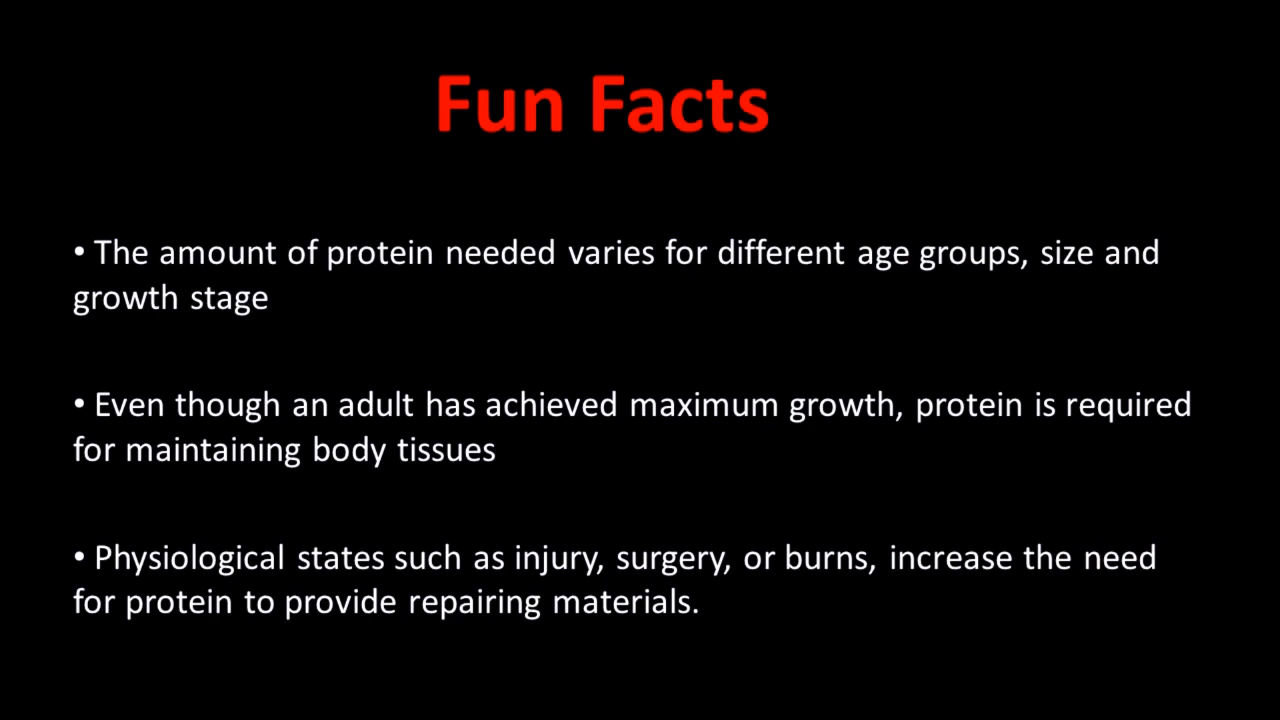 Fun Facts
• The amount of protein needed varies for different age groups, size and
growth stage
• Even though an adult has achieved maximum growth, protein is required
for maintaining body tissues
• Physiological states such as injury, surgery, or burns, increase the need
for protein to provide repairing materials.